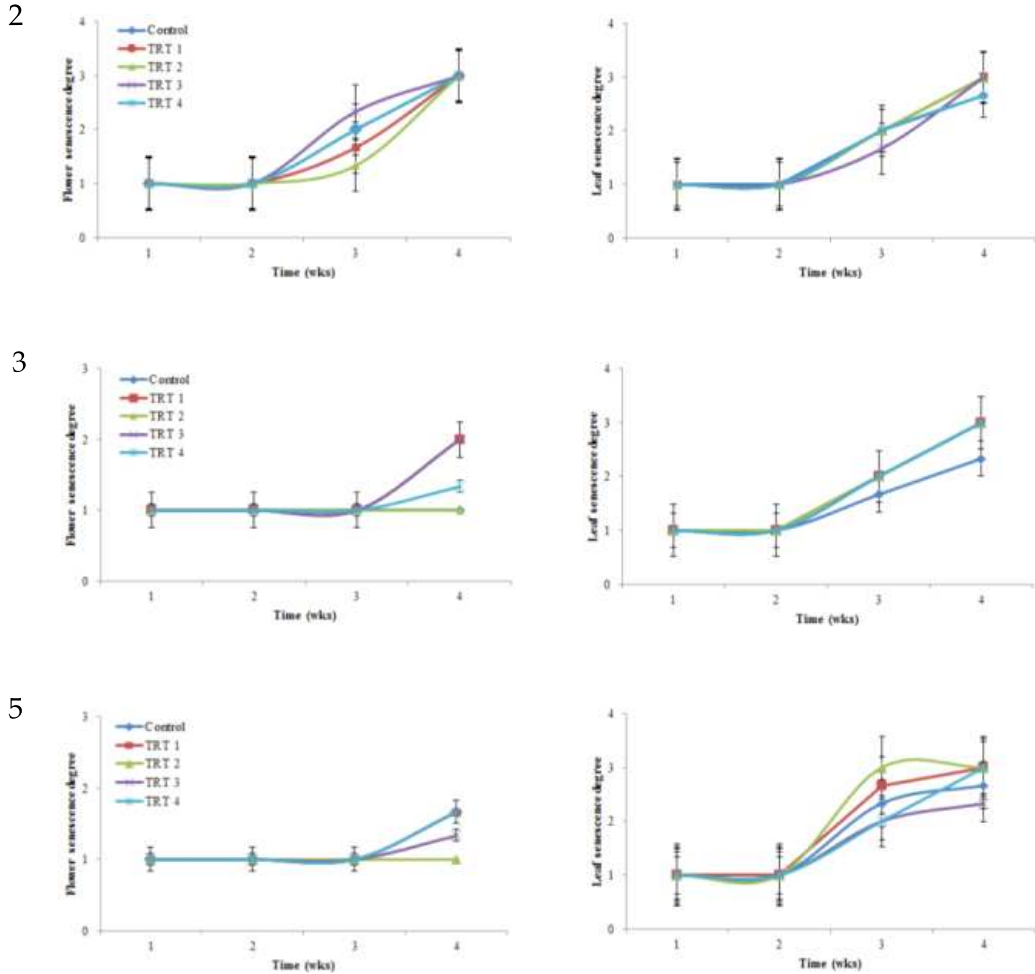 2
4
3
2
1
0
Flower senescence degree
Control
TRT 1
TRT 2
TRT 3
TRT 4
1 2 3 4
Time (wks)
4
3
2
1
0
Leaf senescence degree
1 2 3 4
Time (wks)
3
3
2
1
0
Flower senescence degree
Control
TRT 1
TRT 2
TRT 3
TRT 4
1 2 3 4
Time (wks)
4
3
2
1
0
Leaf senescence degree
1 2 3 4
Time (wks)
5
3
2
1
0
Flower senescence degree
Control
TRT 1
TRT 2
TRT 3
TRT 4
1 2 3 4
Time (wks)
4
3
2
1
0
Leaf senescence degree
1 2 3 4
Time (wks)